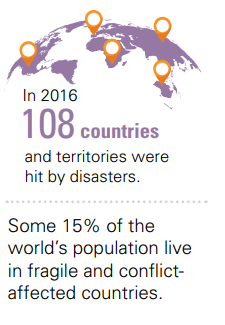 In 2016
108 countries
and territories were
hit by disasters.
Some 15% of the
world's population live
in fragile and conflict-
affected countries.